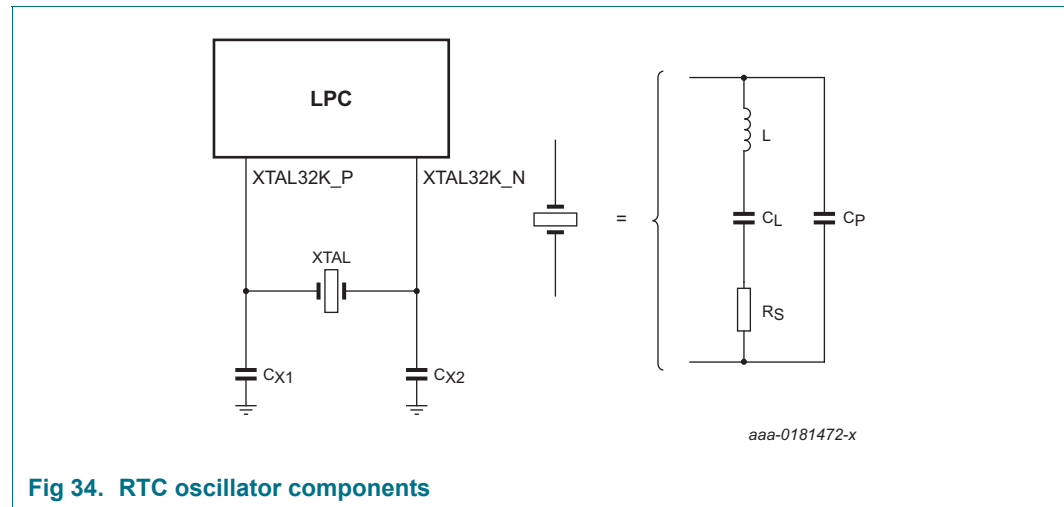 LPC
XTAL32K_P
XTAL32K_N
XTAL
CX1
CX2
=
L
CL
CP
RS
aaa-0181472-x
Fig 34. RTC oscillator components